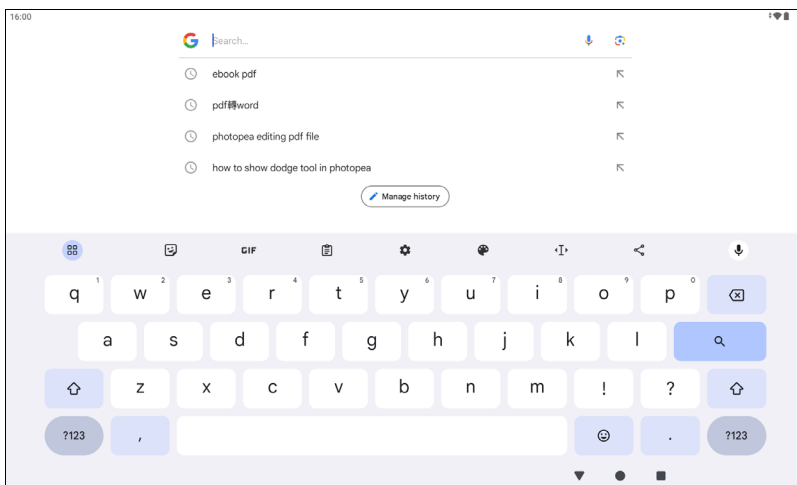 16:00
Search...
ebook pdf
pdf轉word
photopea editing pdf file
how to show dodge tool in photopea
Manage history
GIF
1 2 3 4 5 6 7 8 9 0
q w e r t y u i o p
a s d f g h j k l
z x c v b n m ! ?
?123 , . ?123